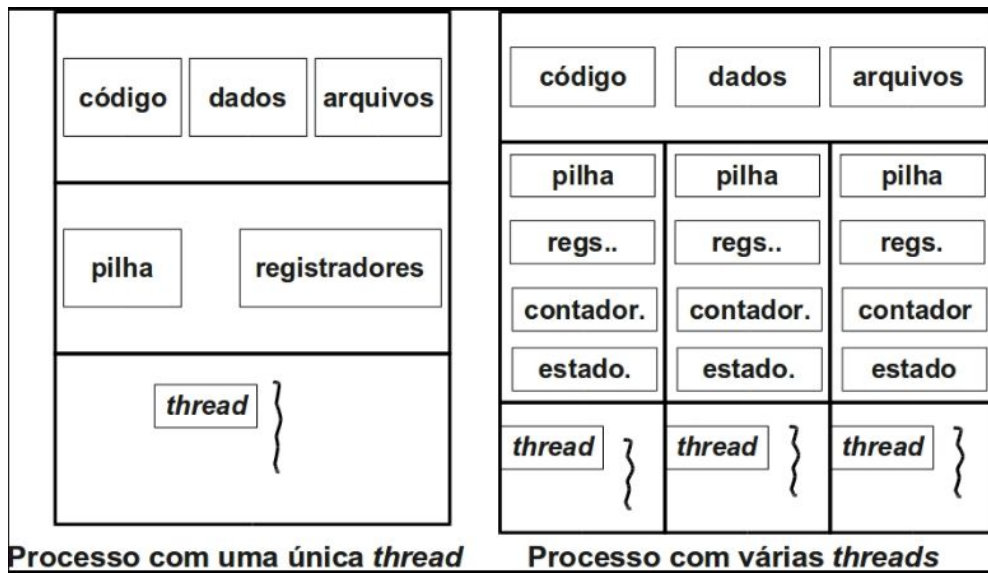 código dados arquivos
pilha registradores
thread
Processo com uma única thread
código dados arquivos
pilha pilha pilha
regs.. regs.. regs.
contador. contador. contador
estado. estado. estado
thread thread thread
Processo com várias threads